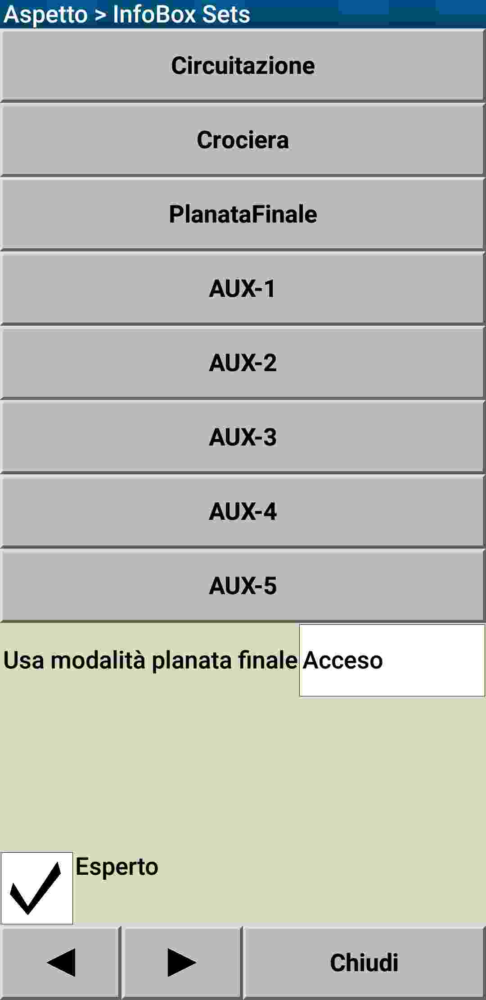 Aspetto > InfoBox Sets
Circuitazione
Crociera
PlanataFinale
AUX-1
AUX-2
AUX-3
AUX-4
AUX-5
Usa modalità planata finale Acceso
Esperto
Chiudi